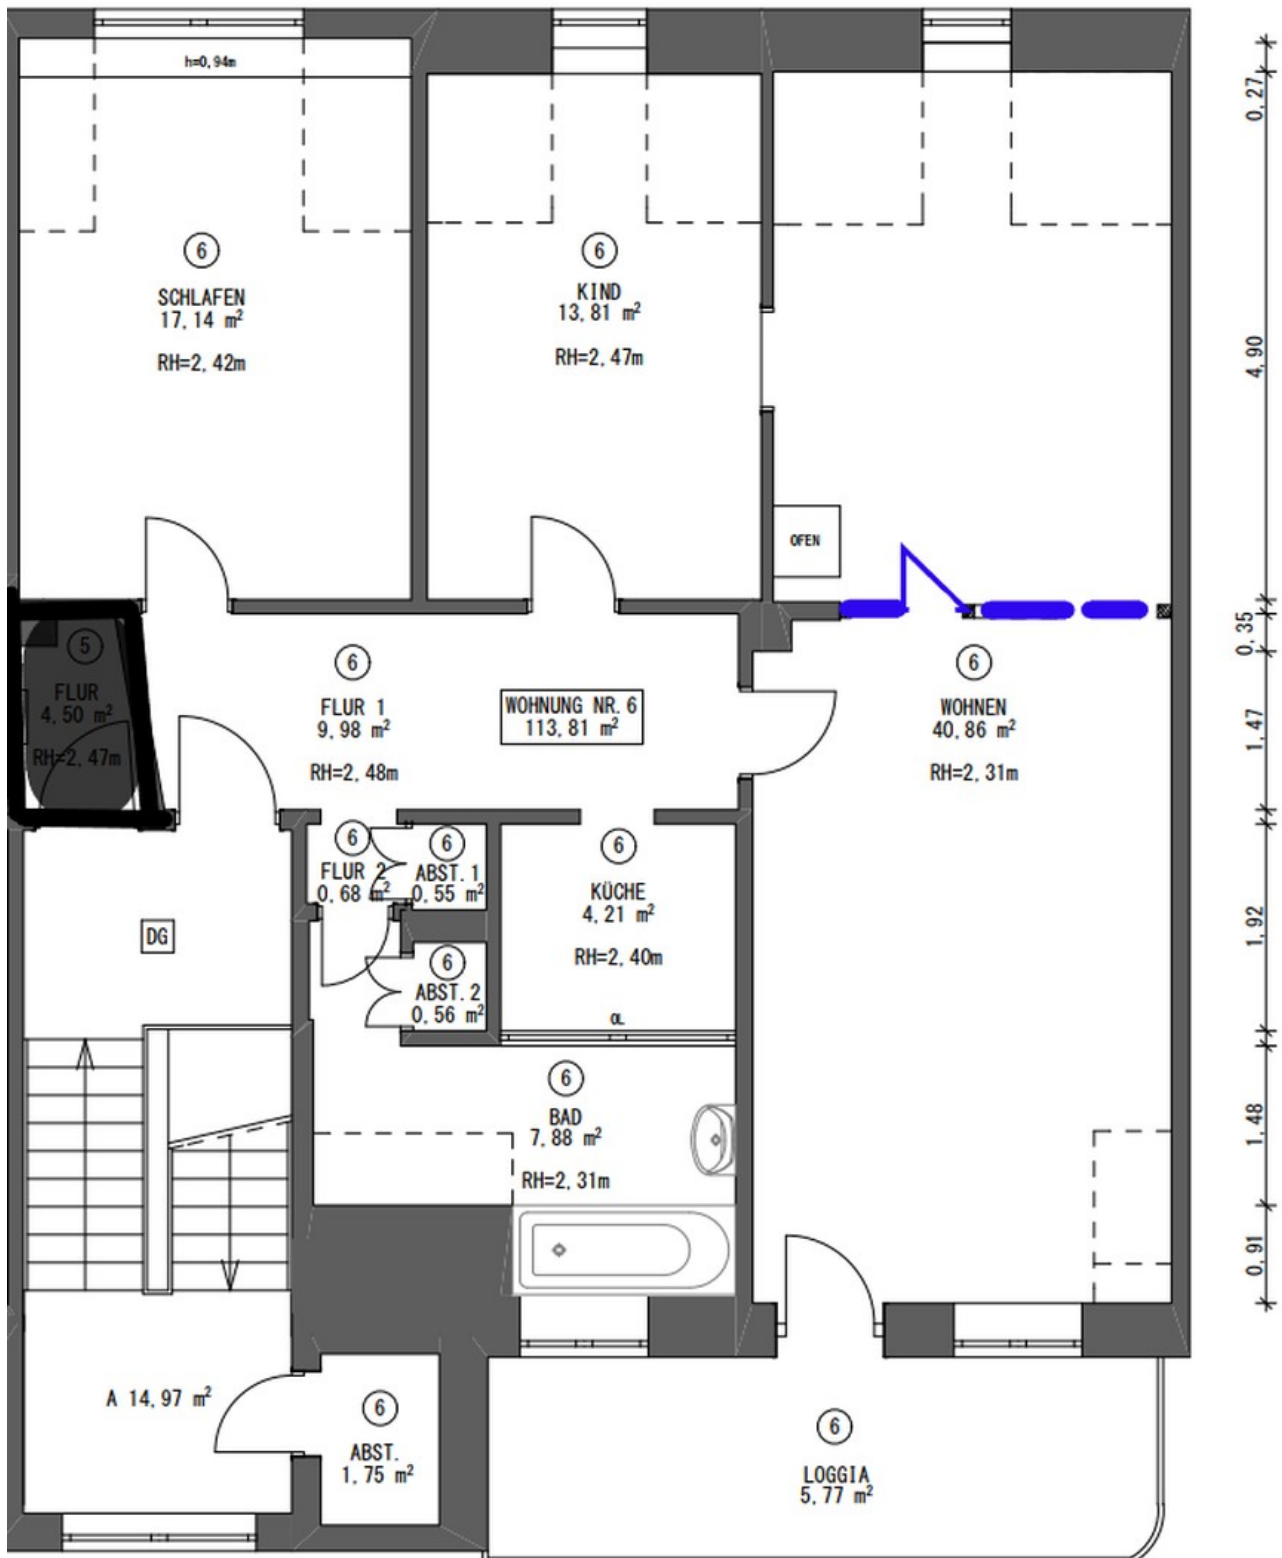 h=0,94m
6
SCHLAFEN
17,14 m²
RH=2,42m
6
KIND
13,81 m²
RH=2,47m
OFEN
5
FLUR
4,50 m²
RH=2,47m
6
FLUR 1
9,98 m²
RH=2,48m
WOHNUNG NR.6
113,81 m²
6
WOHNEN
40,86 m²
RH=2,31m
6
FLUR 2
0,68 m²
6
ABST.1
0,55 m²
6
KÜCHE
4,21 m²
RH=2,40m
OL
DG
6
ABST.2
0,56 m²
6
BAD
7,88 m²
RH=2,31m
A 14,97 m²
6
ABST.
1,75 m²
6
LOGGIA
5,77 m²
0,27
4,90
0,35
1,47
1,92
1,48
0,91